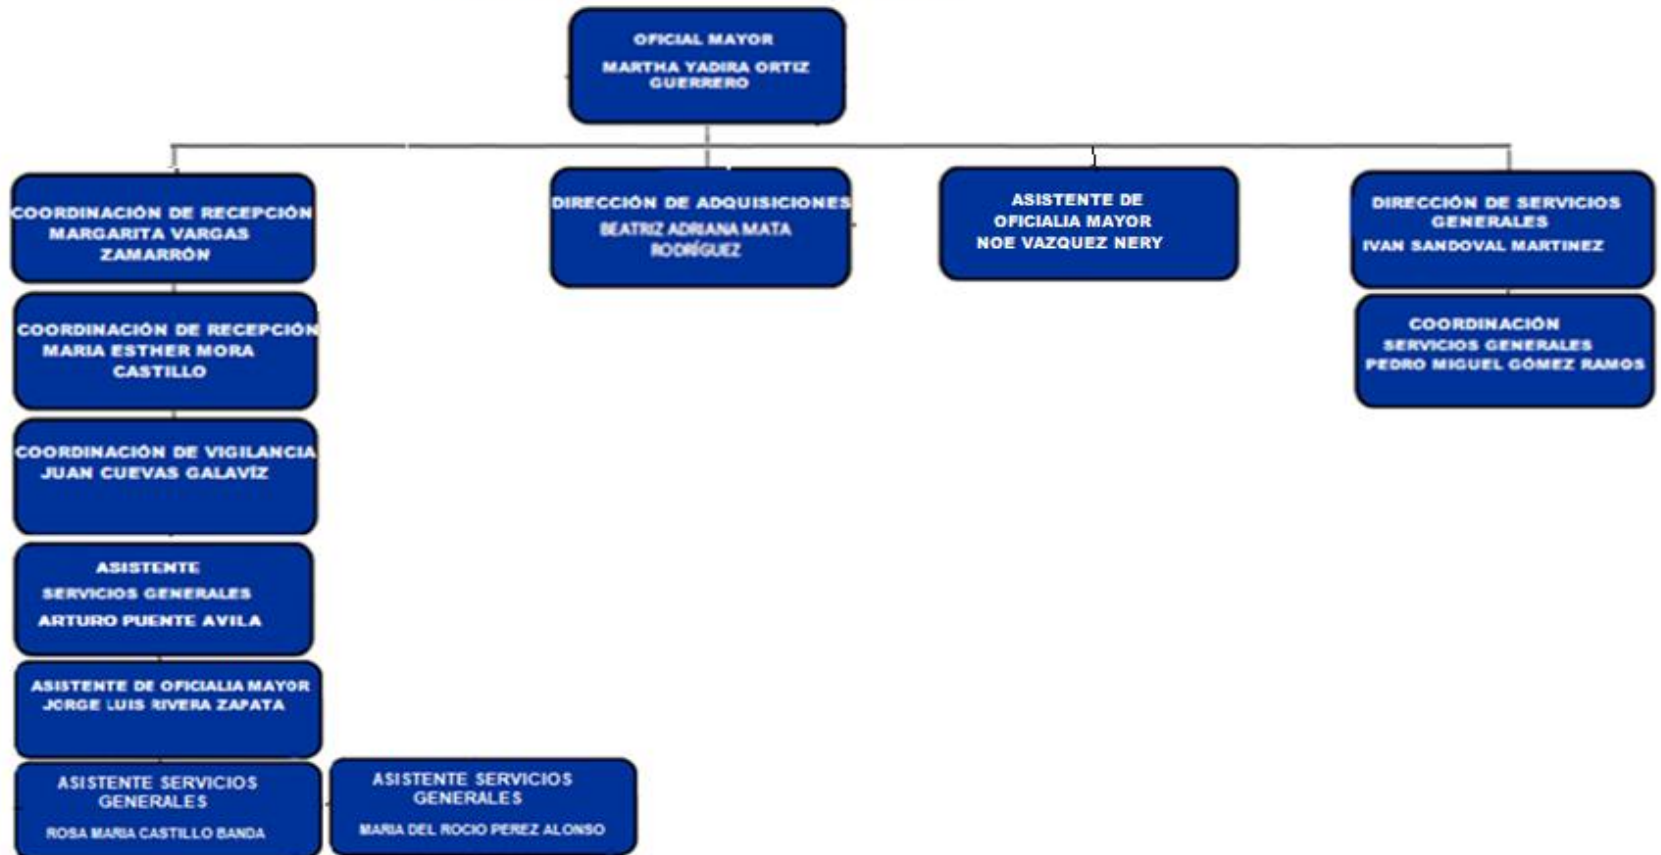 OFICIAL MAYOR
MARTHA YADIRA ORTIZ
GUERRERO
COORDINACIÓN DE RECEPCIÓN
MARGARITA VARGAS
ZAMARRÓN
DIRECCIÓN DE ADQUISICIONES
BEATRIZ ADRIANA MATA
RODRÍGUEZ
ASISTENTE DE
OFICIALIA MAYOR
NOE VAZQUEZ NERY
DIRECCIÓN DE SERVICIOS
GENERALES
IVAN SANDOVAL MARTINEZ
COORDINACIÓN DE RECEPCIÓN
MARIA ESTHER MORA
CASTILLO
COORDINACIÓN
SERVICIOS GENERALES
PEDRO MIGUEL GÓMEZ RAMOS
COORDINACIÓN DE VIGILANCIA
JUAN CUEVAS GALAVÍZ
ASISTENTE
SERVICIOS GENERALES
ARTURO PUENTE AVILA
ASISTENTE DE OFICIALIA MAYOR
JORGE LUIS RIVERA ZAPATA
ASISTENTE SERVICIOS
GENERALES
ROSA MARIA CASTILLO BANDA
ASISTENTE SERVICIOS
GENERALES
MARIA DEL ROCIO PEREZ ALONSO